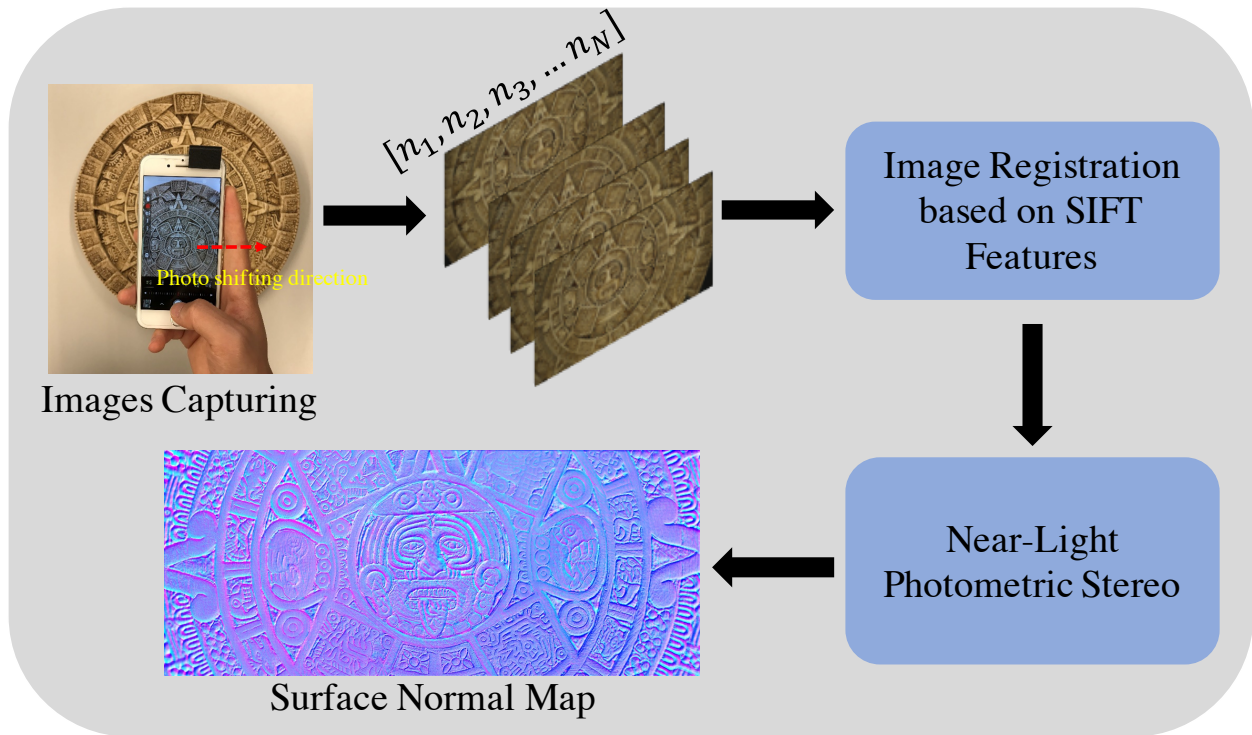 [n₁, n₂, n₃, ... n_N]
Photo shifting direction
Images Capturing
Image Registration
based on SIFT
Features
Near-Light
Photometric Stereo
Surface Normal Map